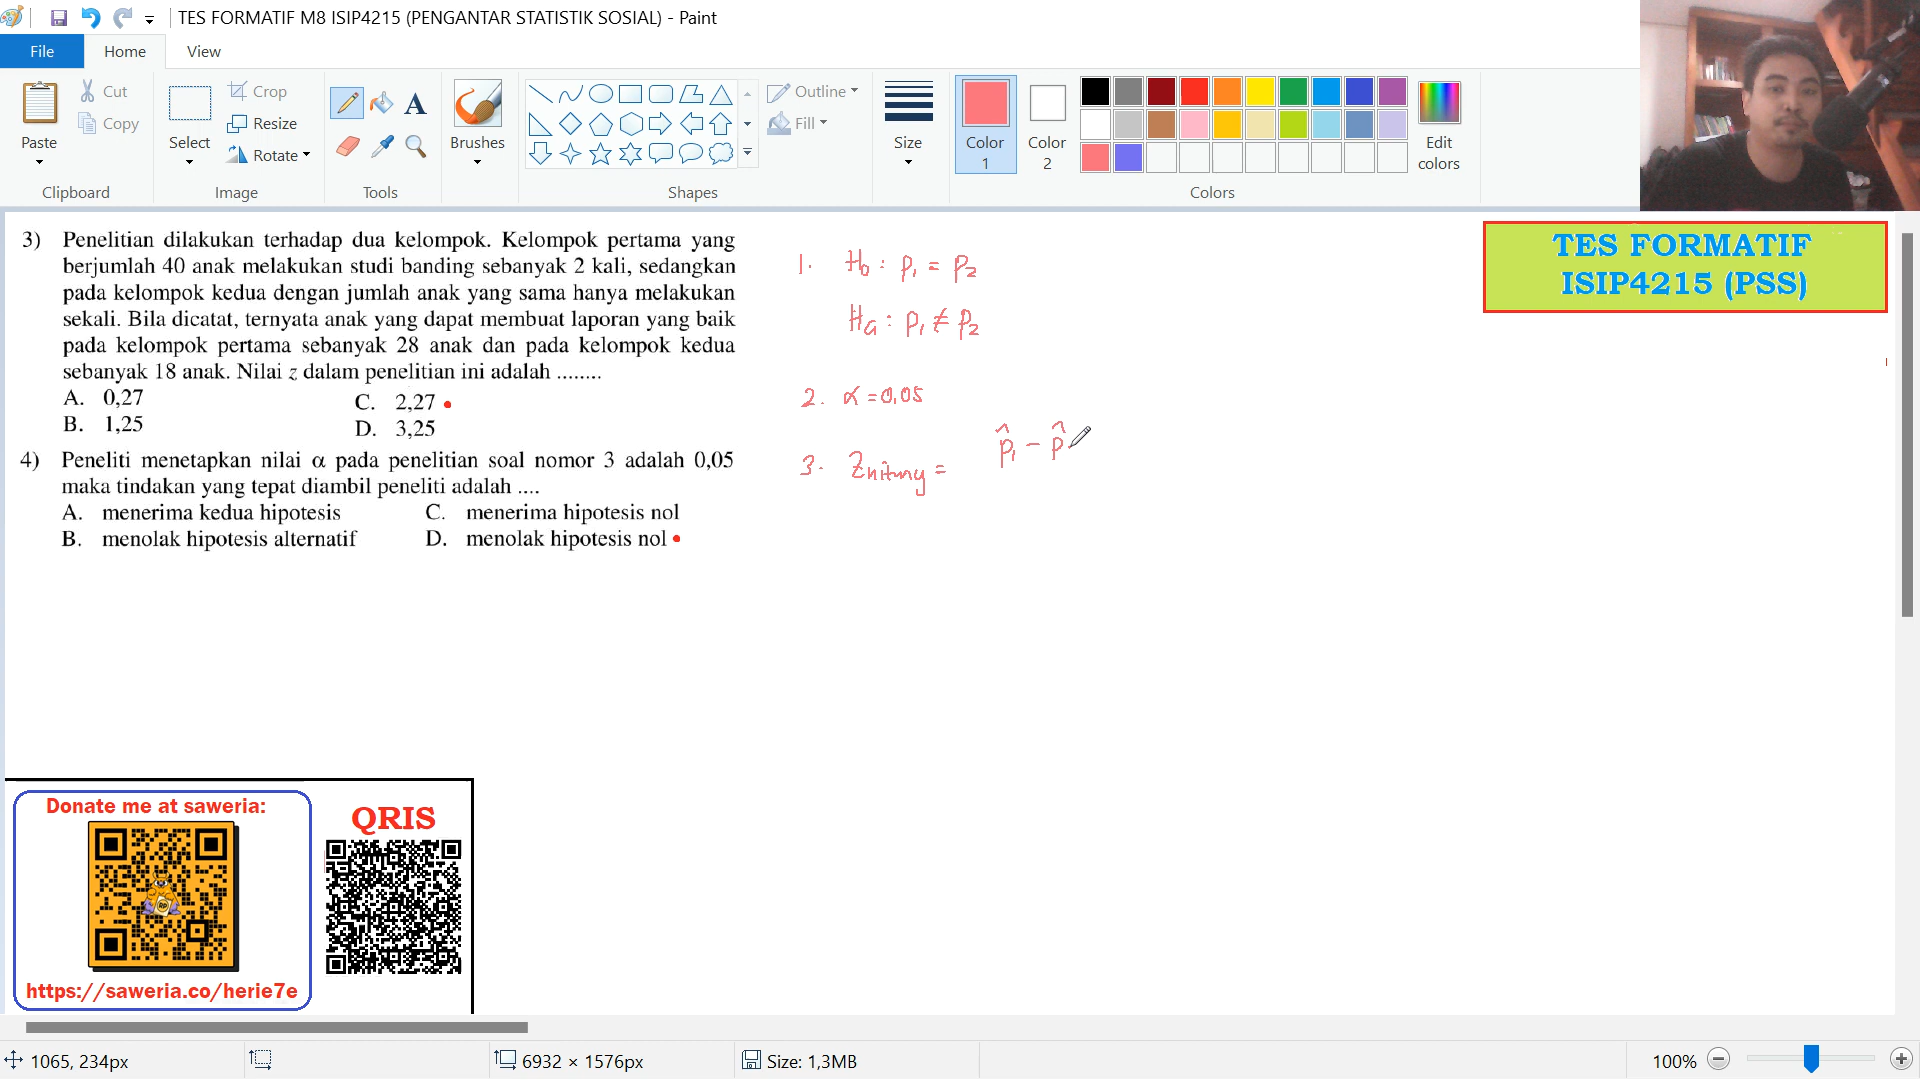 TES FORMATIF M8 ISIP4215 (PENGANTAR STATISTIK SOSIAL) - Paint
File Home View
Paste
Cut
Copy
Clipboard
Select
Crop
Resize
Rotate
Image
Tools
Brushes
Shapes
Outline
Fill
Size
Color 1
Color 2
Colors
Edit colors
TES FORMATIF
ISIP4215 (PSS)
3) Penelitian dilakukan terhadap dua kelompok. Kelompok pertama yang
berjumlah 40 anak melakukan studi banding sebanyak 2 kali, sedangkan
pada kelompok kedua dengan jumlah anak yang sama hanya melakukan
sekali. Bila dicatat, ternyata anak yang dapat membuat laporan yang baik
pada kelompok pertama sebanyak 28 anak dan pada kelompok kedua
sebanyak 18 anak. Nilai z dalam penelitian ini adalah ........
A. 0,27 C. 2,27
B. 1,25 D. 3,25
4) Peneliti menetapkan nilai α pada penelitian soal nomor 3 adalah 0,05
maka tindakan yang tepat diambil peneliti adalah ....
A. menerima kedua hipotesis C. menerima hipotesis nol
B. menolak hipotesis alternatif D. menolak hipotesis nol
1. H₀ : p₁ = p₂
Hₐ : p₁ ≠ p₂
2. α = 0,05
3. Zhitung = p̂₁ − p̂
Donate me at saweria:
https://saweria.co/herie7e
QRIS
1065, 234px
6932 × 1576px
Size: 1,3MB
100%